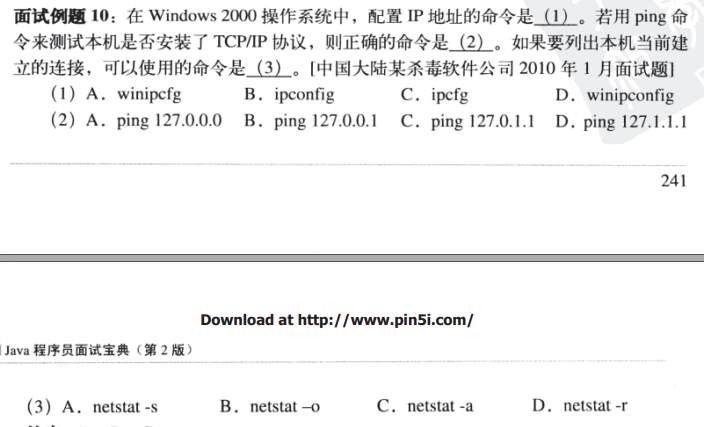 面试例题 10：在 Windows 2000 操作系统中，配置 IP 地址的命令是 (1) 。若用 ping 命
令来测试本机是否安装了 TCP/IP 协议，则正确的命令是 (2) 。如果要列出本机当前建
立的连接，可以使用的命令是 (3) 。[中国大陆某杀毒软件公司 2010 年 1 月面试题]
（1）A．winipcfg B．ipconfig C．ipcfg D．winipconfig
（2）A．ping 127.0.0.0 B．ping 127.0.0.1 C．ping 127.0.1.1 D．ping 127.1.1.1
241
Download at http://www.pin5i.com/
Java 程序员面试宝典（第 2 版）
（3）A．netstat -s B．netstat –o C．netstat -a D．netstat -r